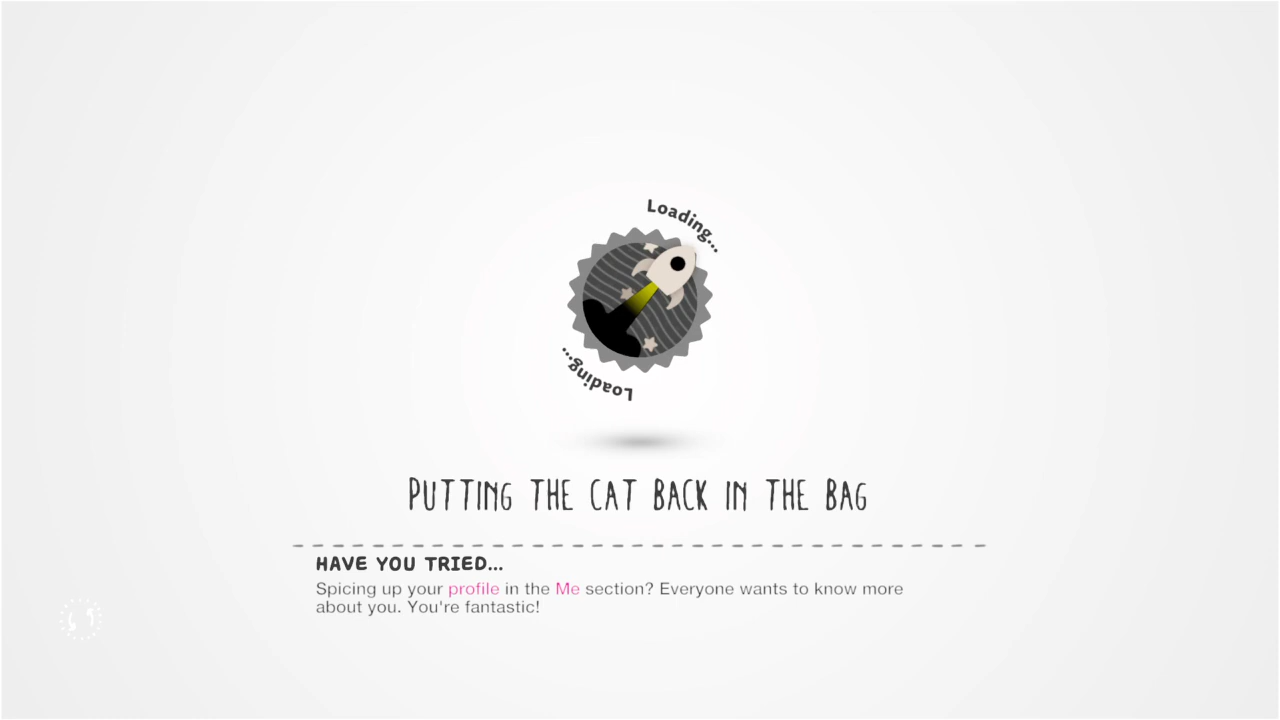 Loading...
Loading...
PUTTING THE CAT BACK IN THE BAG
HAVE YOU TRIED...
Spicing up your profile in the Me section? Everyone wants to know more
about you. You're fantastic!